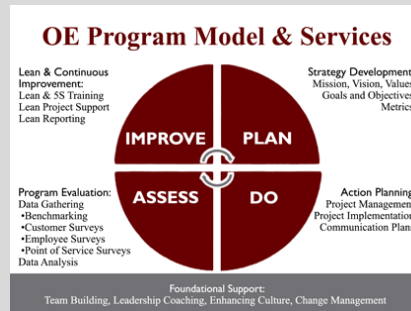 OE Program Model & Services
Lean & Continuous
Improvement:
Lean & 5S Training
Lean Project Support
Lean Reporting
Strategy Development
Mission, Vision, Values
Goals and Objectives
Metrics
IMPROVE
PLAN
ASSESS
DO
Program Evaluation:
Data Gathering
•Benchmarking
•Customer Surveys
•Employee Surveys
•Point of Service Surveys
Data Analysis
Action Planning
Project Management
Project Implementation
Communication Plan
Foundational Support:
Team Building, Leadership Coaching, Enhancing Culture, Change Management